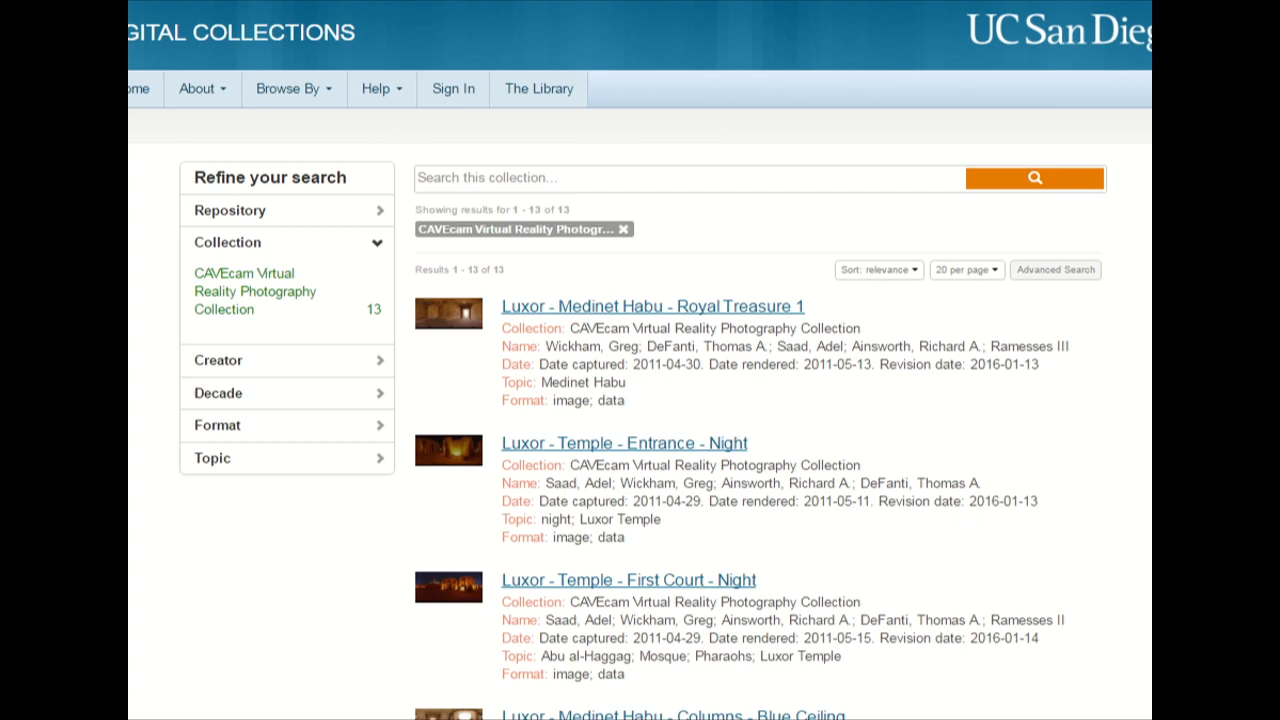 GITAL COLLECTIONS
UC San Dieg
ome
About
Browse By
Help
Sign In
The Library
Refine your search
Repository
Collection
CAVEcam Virtual
Reality Photography
Collection 13
Creator
Decade
Format
Topic
Search this collection...
Showing results for 1 - 13 of 13
CAVEcam Virtual Reality Photogr... ✖
Results 1 - 13 of 13
Sort: relevance
20 per page
Advanced Search
Luxor - Medinet Habu - Royal Treasure 1
Collection: CAVEcam Virtual Reality Photography Collection
Name: Wickham, Greg; DeFanti, Thomas A.; Saad, Adel; Ainsworth, Richard A.; Ramesses III
Date: Date captured: 2011-04-30. Date rendered: 2011-05-13. Revision date: 2016-01-13
Topic: Medinet Habu
Format: image; data
Luxor - Temple - Entrance - Night
Collection: CAVEcam Virtual Reality Photography Collection
Name: Saad, Adel; Wickham, Greg; Ainsworth, Richard A.; DeFanti, Thomas A.
Date: Date captured: 2011-04-29. Date rendered: 2011-05-11. Revision date: 2016-01-13
Topic: night; Luxor Temple
Format: image; data
Luxor - Temple - First Court - Night
Collection: CAVEcam Virtual Reality Photography Collection
Name: Saad, Adel; Wickham, Greg; Ainsworth, Richard A.; DeFanti, Thomas A.; Ramesses II
Date: Date captured: 2011-04-29. Date rendered: 2011-05-15. Revision date: 2016-01-14
Topic: Abu al-Haggag; Mosque; Pharaohs; Luxor Temple
Format: image; data
Luxor - Medinet Habu - Columns - Blue Ceiling